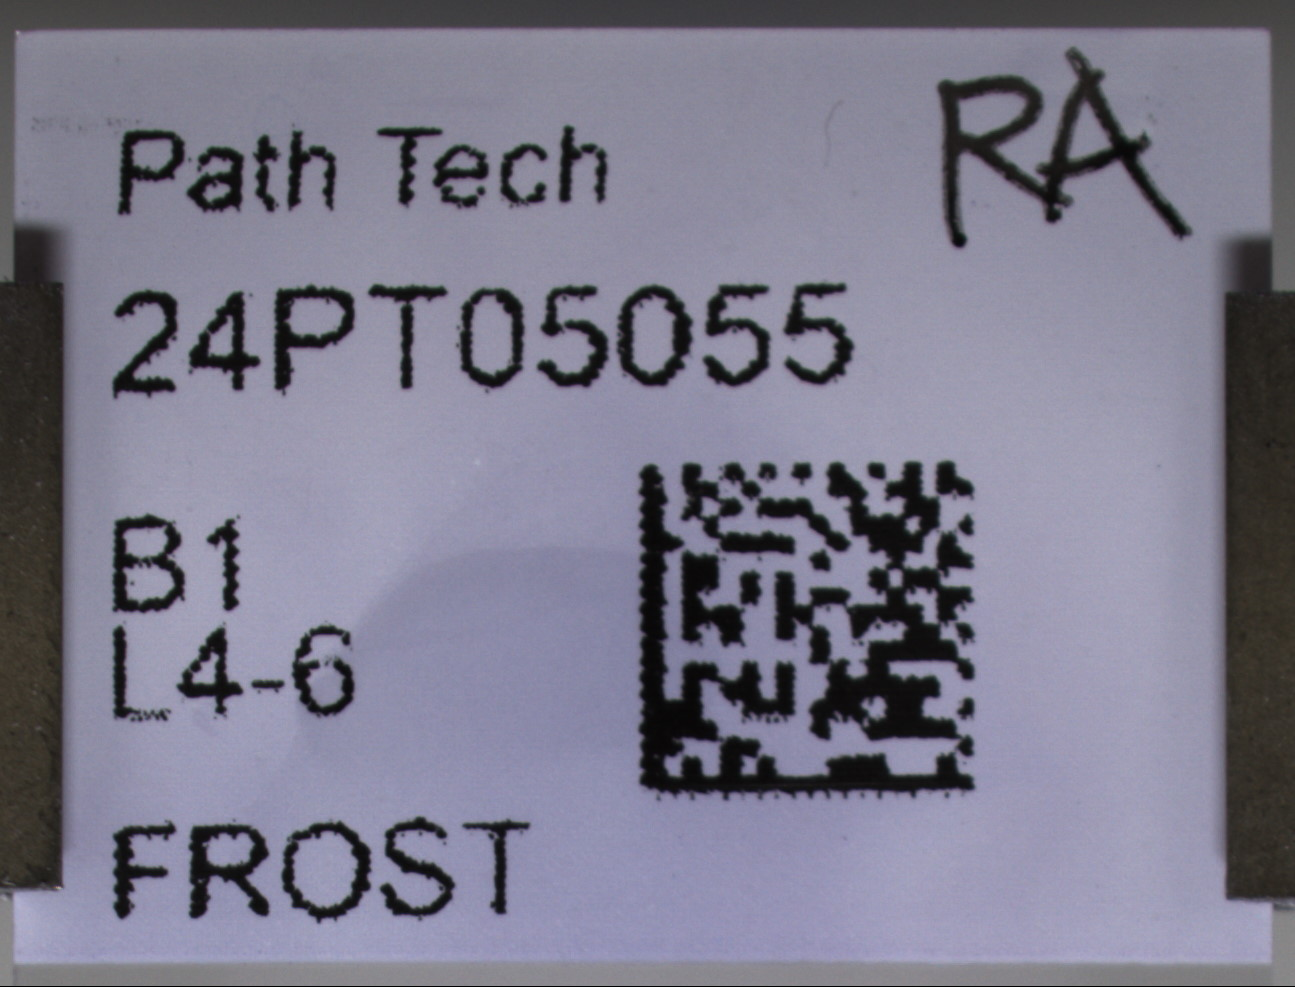 Path Tech
RA
24PT05055
B1
L4-6
FROST